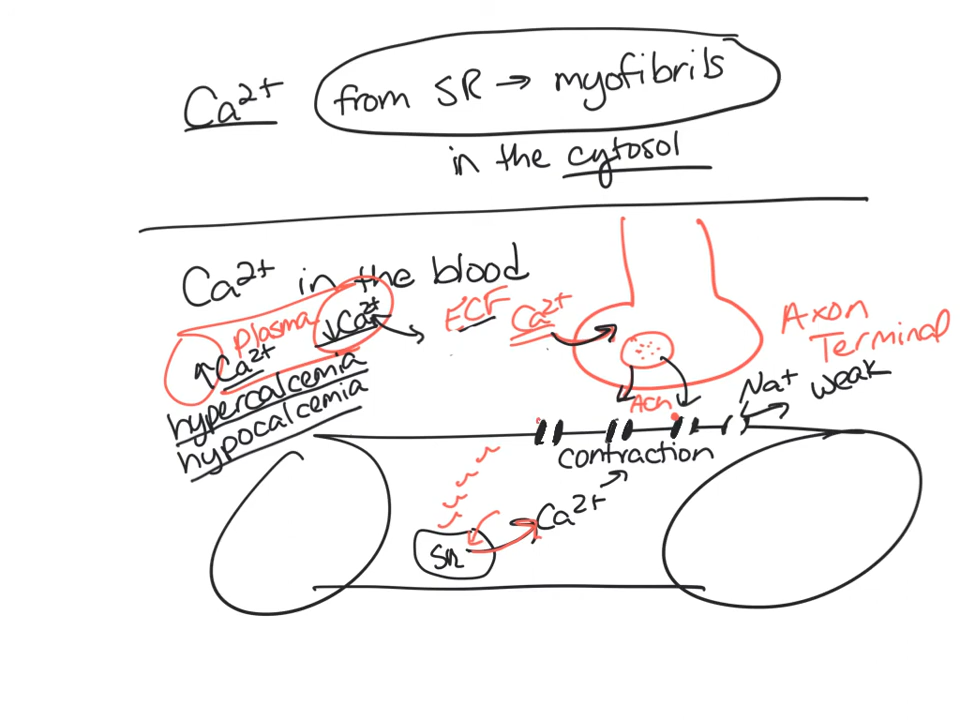 Ca2+ from SR → myofibrils
in the cytosol
Ca2+ in the blood
plasma ↓Ca2+
↑Ca2+
hypercalcemia
hypocalcemia
ECF Ca2+
Axon
Terminal
Ach
Na+ weak
contraction
Ca2+
SR